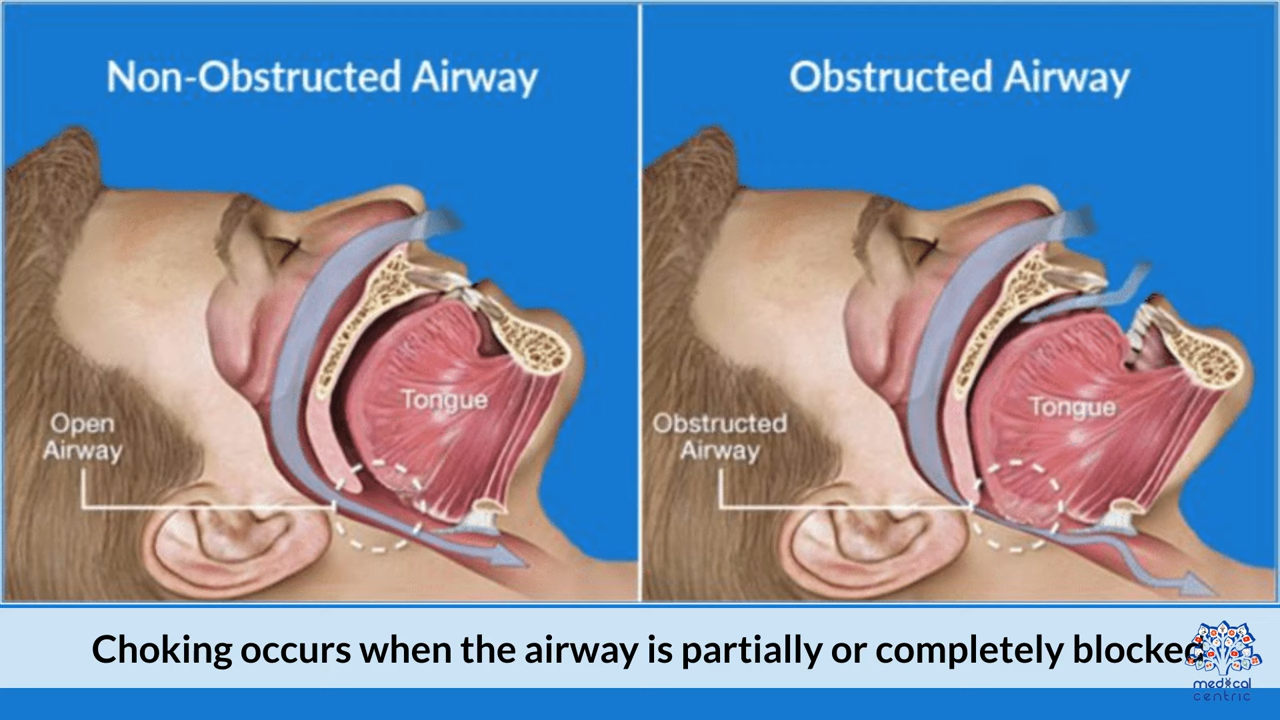 Non-Obstructed Airway
Obstructed Airway
Tongue
Open
Airway
Tongue
Obstructed
Airway
Choking occurs when the airway is partially or completely blocked
medical
centric